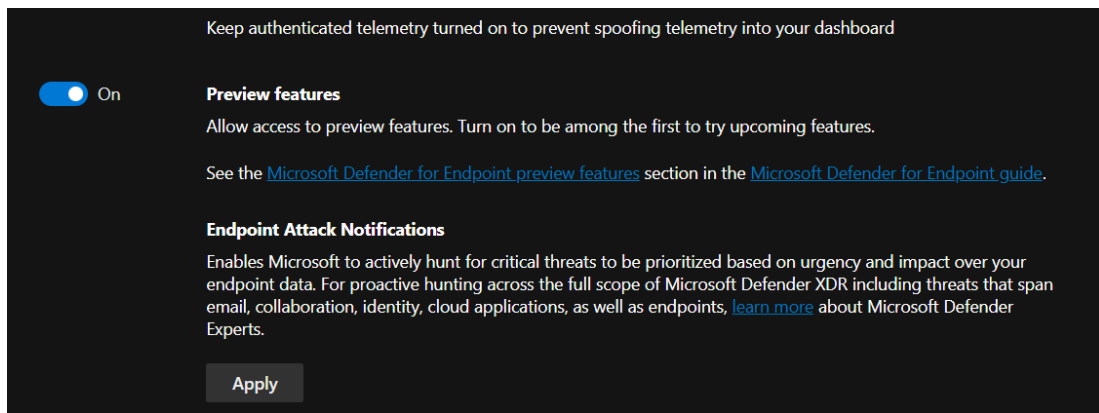 Keep authenticated telemetry turned on to prevent spoofing telemetry into your dashboard
On
Preview features
Allow access to preview features. Turn on to be among the first to try upcoming features.
See the Microsoft Defender for Endpoint preview features section in the Microsoft Defender for Endpoint guide.
Endpoint Attack Notifications
Enables Microsoft to actively hunt for critical threats to be prioritized based on urgency and impact over your
endpoint data. For proactive hunting across the full scope of Microsoft Defender XDR including threats that span
email, collaboration, identity, cloud applications, as well as endpoints, learn more about Microsoft Defender
Experts.
Apply